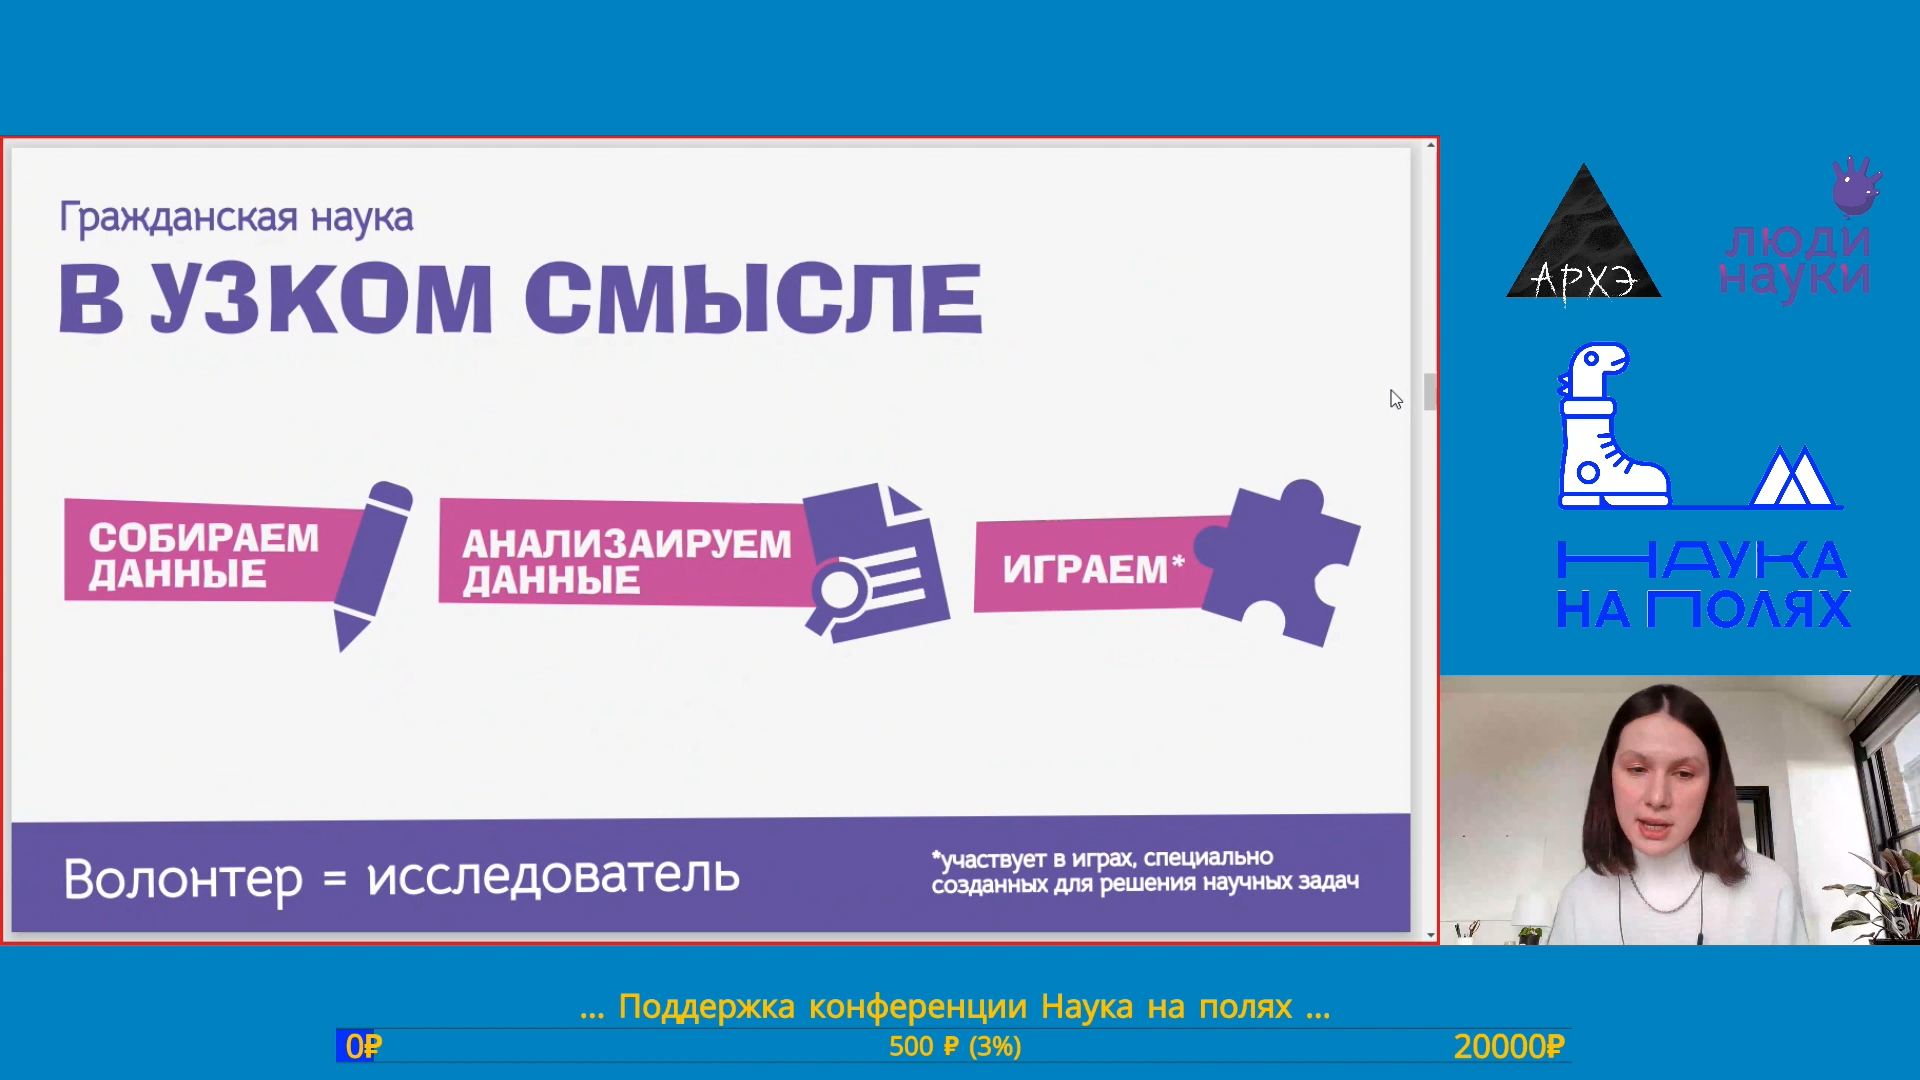 Гражданская наука
В УЗКОМ СМЫСЛЕ
СОБИРАЕМ
ДАННЫЕ
АНАЛИЗАИРУЕМ
ДАННЫЕ
ИГРАЕМ*
Волонтер = исследователь
*участвует в играх, специально
созданных для решения научных задач
АРХЭ
люди
науки
НАУКА
НА ПОЛЯХ
... Поддержка конференции Наука на полях ...
0₽
500 ₽ (3%)
20000₽